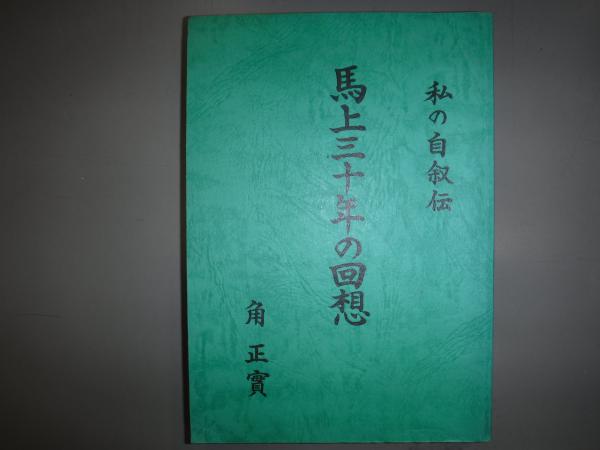 私の自叙伝
馬上三十年の回想
角正實